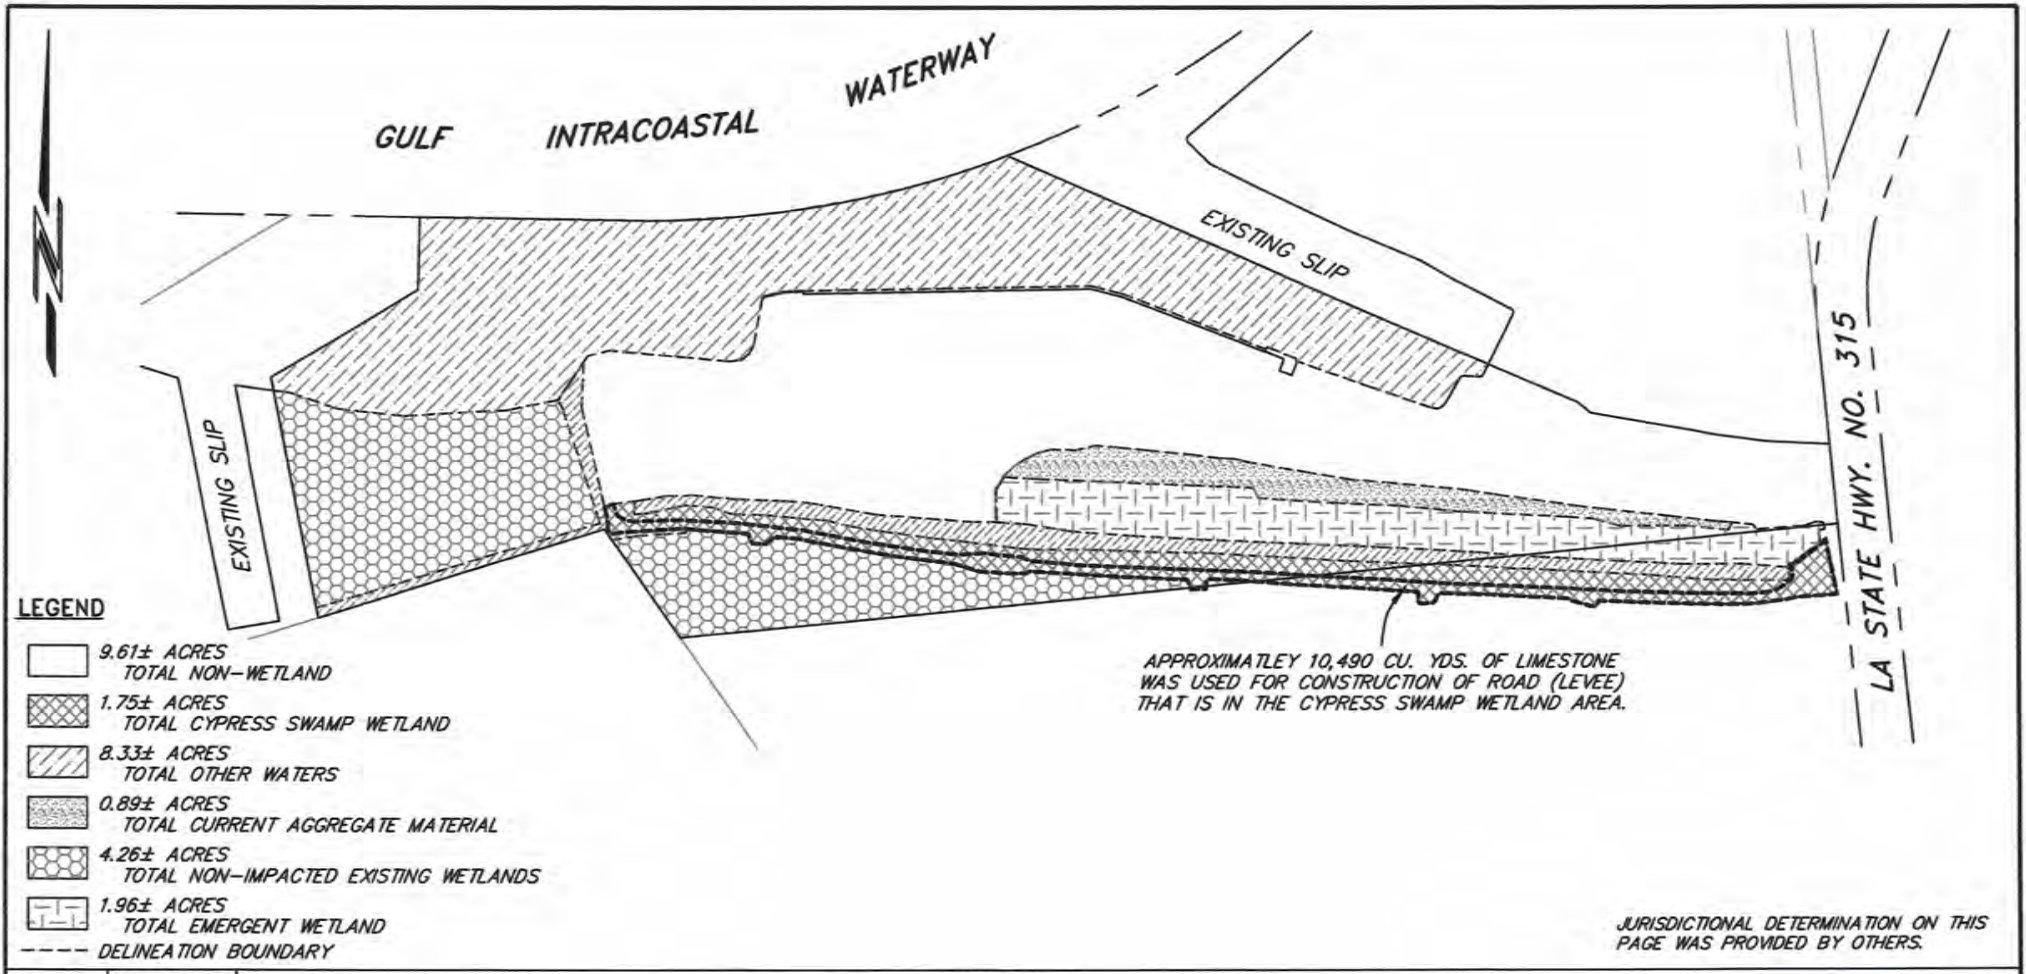 GULF INTRACOASTAL WATERWAY
N
EXISTING SLIP
EXISTING SLIP
LA STATE HWY. NO. 315
APPROXIMATLEY 10,490 CU. YDS. OF LIMESTONE
WAS USED FOR CONSTRUCTION OF ROAD (LEVEE)
THAT IS IN THE CYPRESS SWAMP WETLAND AREA.
LEGEND
9.61± ACRES
TOTAL NON-WETLAND
1.75± ACRES
TOTAL CYPRESS SWAMP WETLAND
8.33± ACRES
TOTAL OTHER WATERS
0.89± ACRES
TOTAL CURRENT AGGREGATE MATERIAL
4.26± ACRES
TOTAL NON-IMPACTED EXISTING WETLANDS
1.96± ACRES
TOTAL EMERGENT WETLAND
DELINEATION BOUNDARY
JURISDICTIONAL DETERMINATION ON THIS
PAGE WAS PROVIDED BY OTHERS.